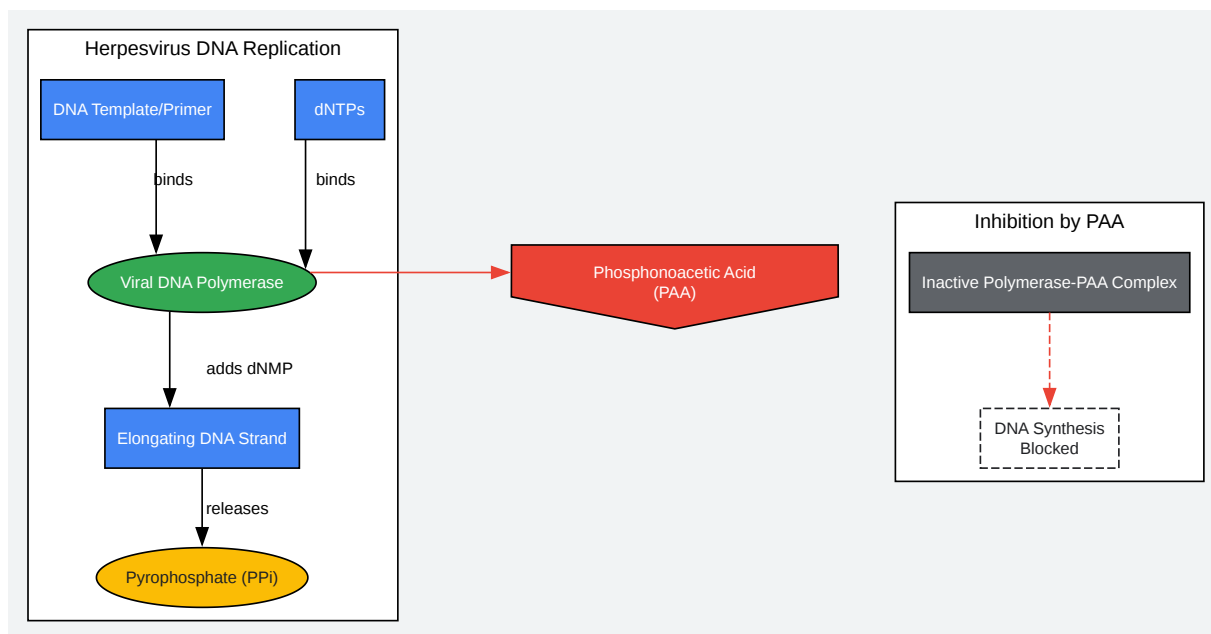 Herpesvirus DNA Replication
DNA Template/Primer
dNTPs
binds
binds
Viral DNA Polymerase
adds dNMP
Elongating DNA Strand
releases
Pyrophosphate (PPi)
Phosphonoacetic Acid
(PAA)
Inhibition by PAA
Inactive Polymerase-PAA Complex
DNA Synthesis
Blocked